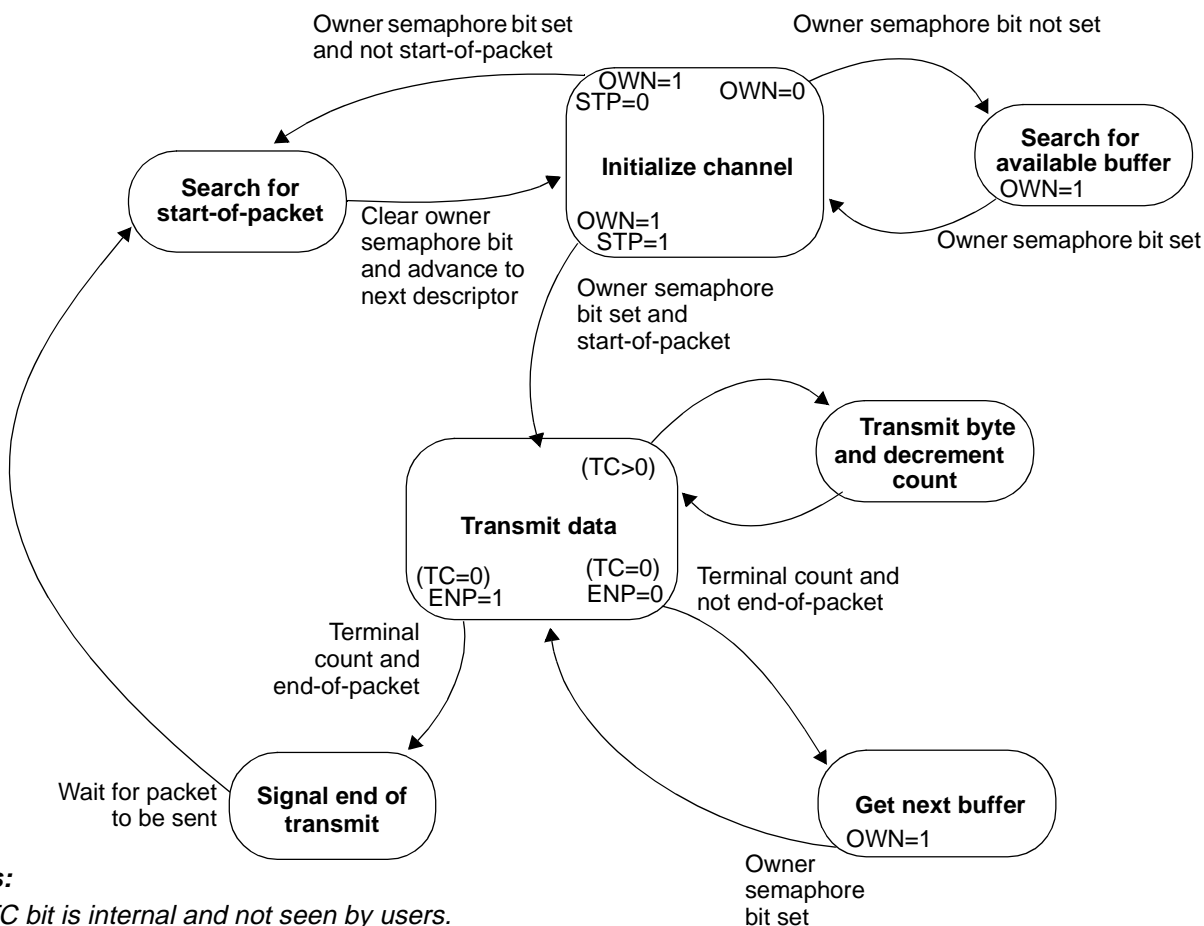 Owner semaphore bit set
and not start-of-packet
Owner semaphore bit not set
OWN=1
STP=0
OWN=0
Initialize channel
OWN=1
STP=1
Search for
available buffer
OWN=1
Owner semaphore bit set
Search for
start-of-packet
Clear owner
semaphore bit
and advance to
next descriptor
Owner semaphore
bit set and
start-of-packet
(TC>0)
Transmit data
(TC=0)
ENP=1
(TC=0)
ENP=0
Transmit byte
and decrement
count
Terminal count and
not end-of-packet
Terminal
count and
end-of-packet
Wait for packet
to be sent
Signal end of
transmit
Get next buffer
OWN=1
Owner
semaphore
bit set
bit is internal and not seen by users.